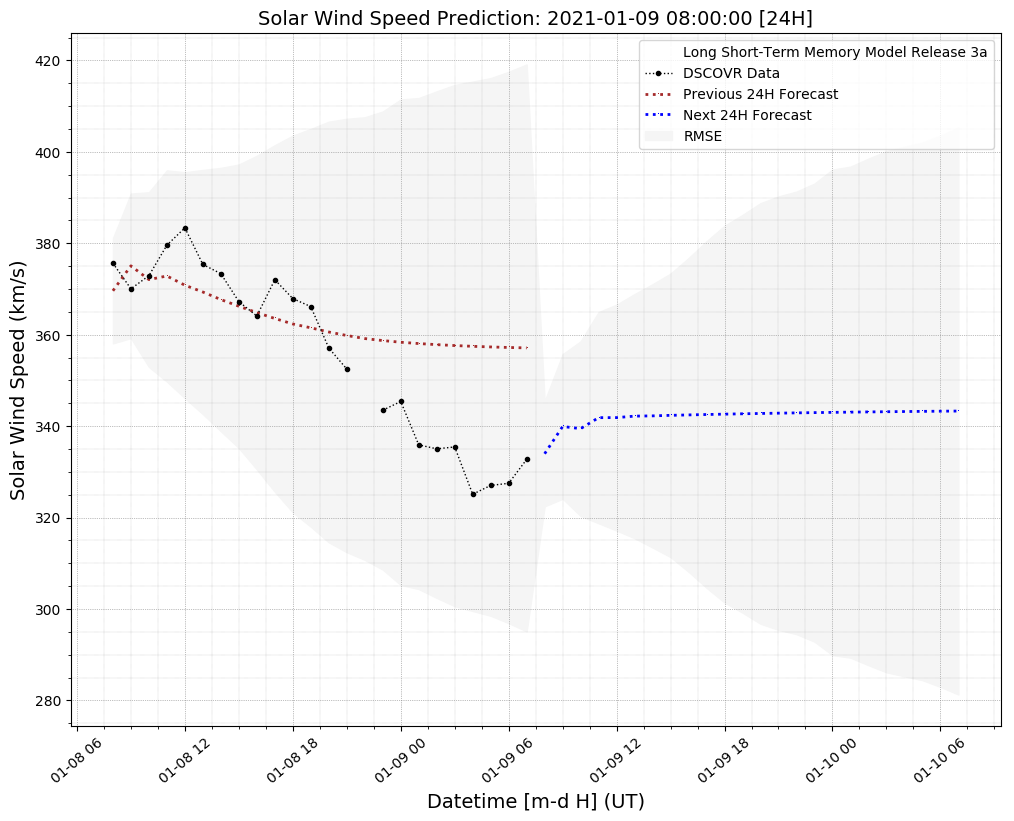 Solar Wind Speed Prediction: 2021-01-09 08:00:00 [24H]
Long Short-Term Memory Model Release 3a
DSCOVR Data
Previous 24H Forecast
Next 24H Forecast
RMSE
Solar Wind Speed (km/s)
420
400
380
360
340
320
300
280
01-08 06
01-08 12
01-08 18
01-09 00
01-09 06
01-09 12
01-09 18
01-10 00
01-10 06
Datetime [m-d H] (UT)